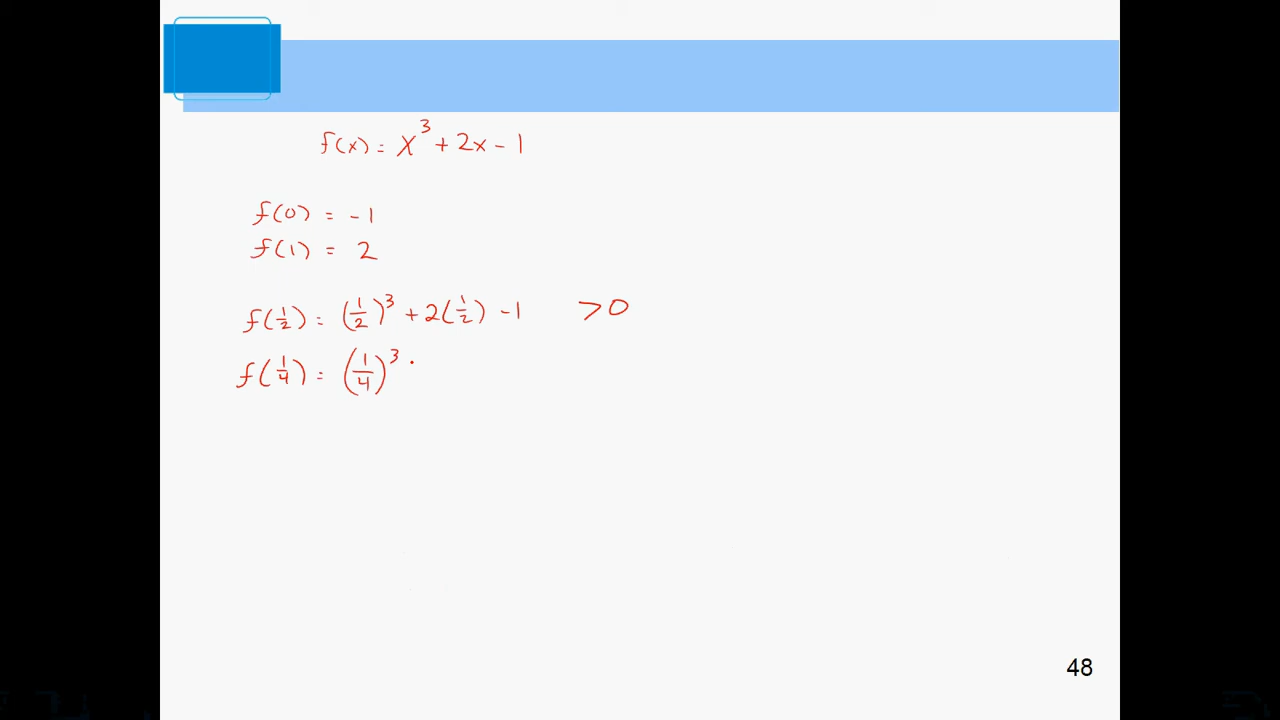 f(x) = x³ + 2x - 1
f(0) = -1
f(1) = 2
f(1/2) = (1/2)³ + 2(1/2) - 1 > 0
f(1/4) = (1/4)³
48